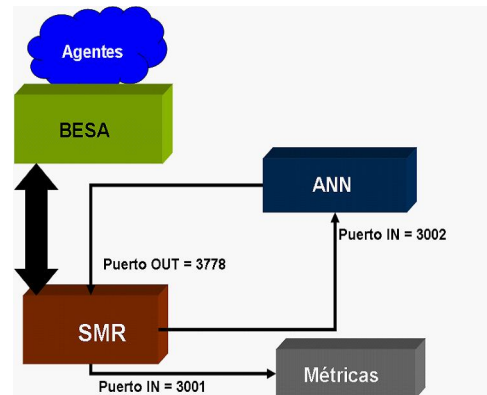 Agentes
BESA
ANN
Puerto IN = 3002
Puerto OUT = 3778
SMR
Métricas
Puerto IN = 3001